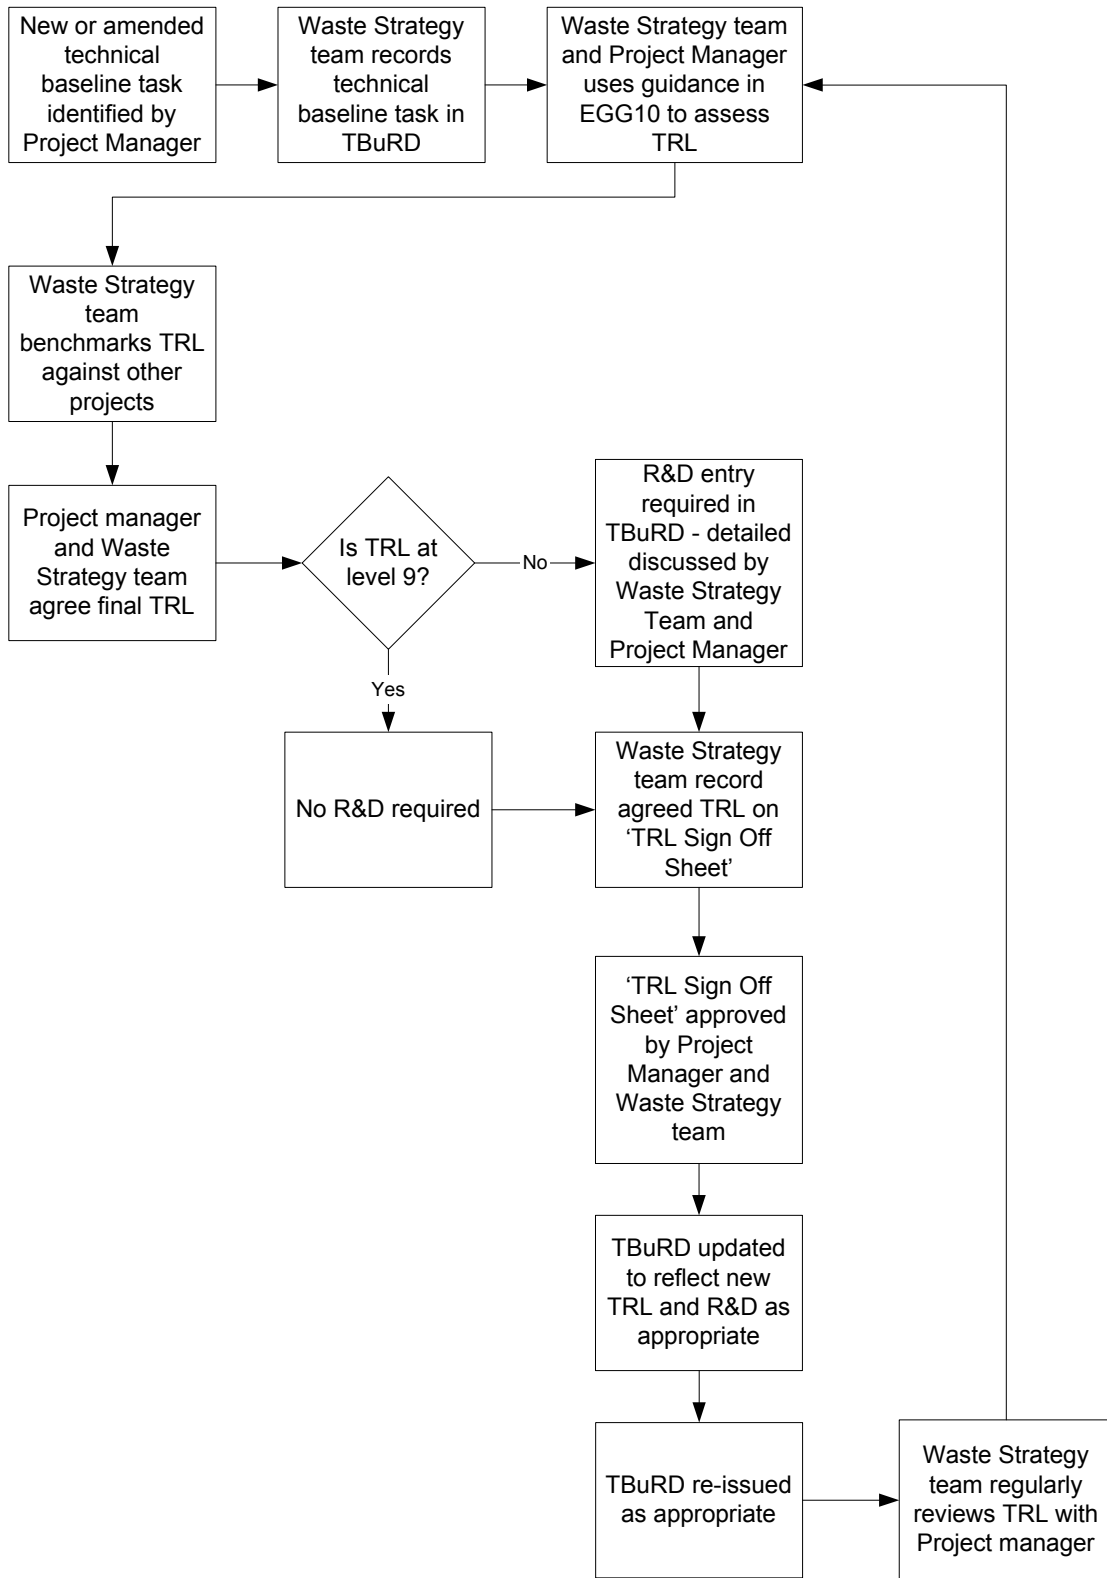 New or amended
technical
baseline task
identified by
Project Manager
Waste Strategy
team records
technical
baseline task in
TBuRD
Waste Strategy team
and Project Manager
uses guidance in
EGG10 to assess
TRL
Waste Strategy
team
benchmarks TRL
against other
projects
Project manager
and Waste
Strategy team
agree final TRL
Is TRL at
level 9?
No
R&D entry
required in
TBuRD - detailed
discussed by
Waste Strategy
Team and
Project Manager
Yes
No R&D required
Waste Strategy
team record
agreed TRL on
‘TRL Sign Off
Sheet’
‘TRL Sign Off
Sheet’ approved
by Project
Manager and
Waste Strategy
team
TBuRD updated
to reflect new
TRL and R&D as
appropriate
TBuRD re-issued
as appropriate
Waste Strategy
team regularly
reviews TRL with
Project manager